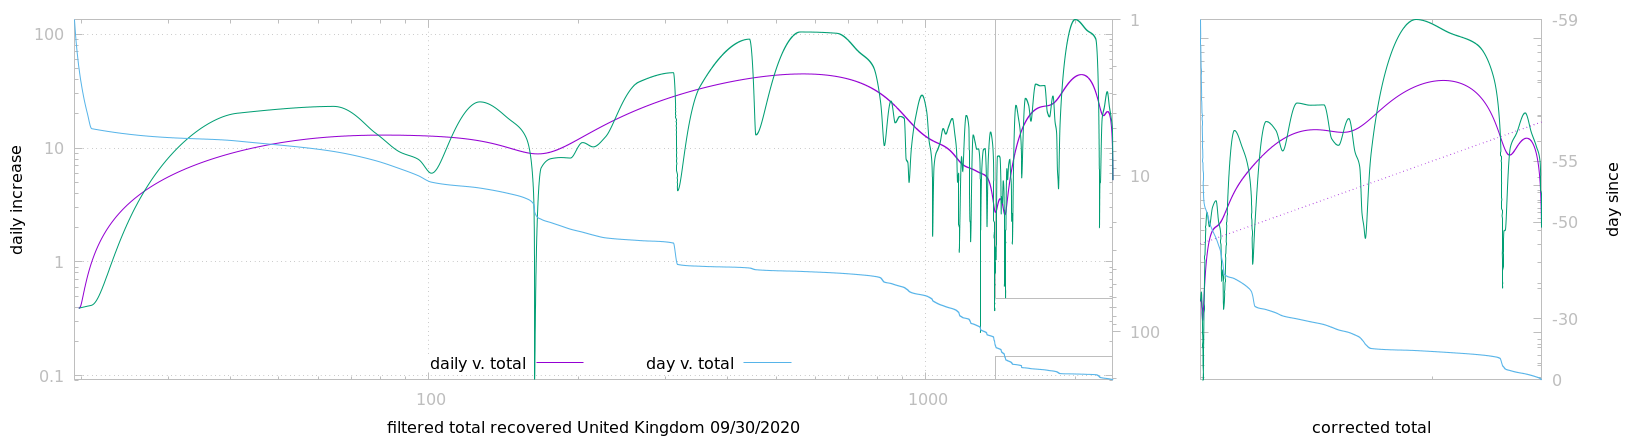 100
10
1
0.1
daily increase
daily v. total
day v. total
100
1000
filtered total recovered United Kingdom 09/30/2020
1
10
100
-59
-55
-50
-30
0
day since
corrected total